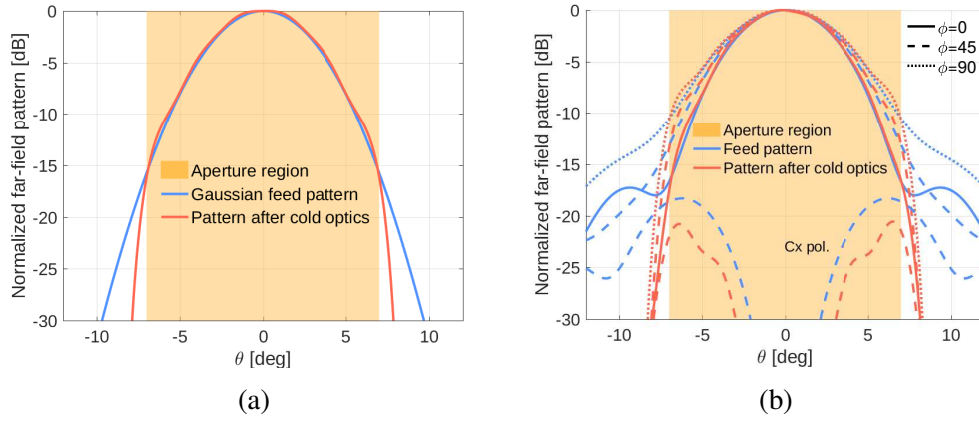 Normalized far-field pattern [dB]
0
-5
-10
-15
-20
-25
-30
Aperture region
Gaussian feed pattern
Pattern after cold optics
-10 -5 0 5 10
θ [deg]
(a)
Normalized far-field pattern [dB]
0
-5
-10
-15
-20
-25
-30
ϕ=0
ϕ=45
ϕ=90
Aperture region
Feed pattern
Pattern after cold optics
Cx pol.
-10 -5 0 5 10
θ [deg]
(b)